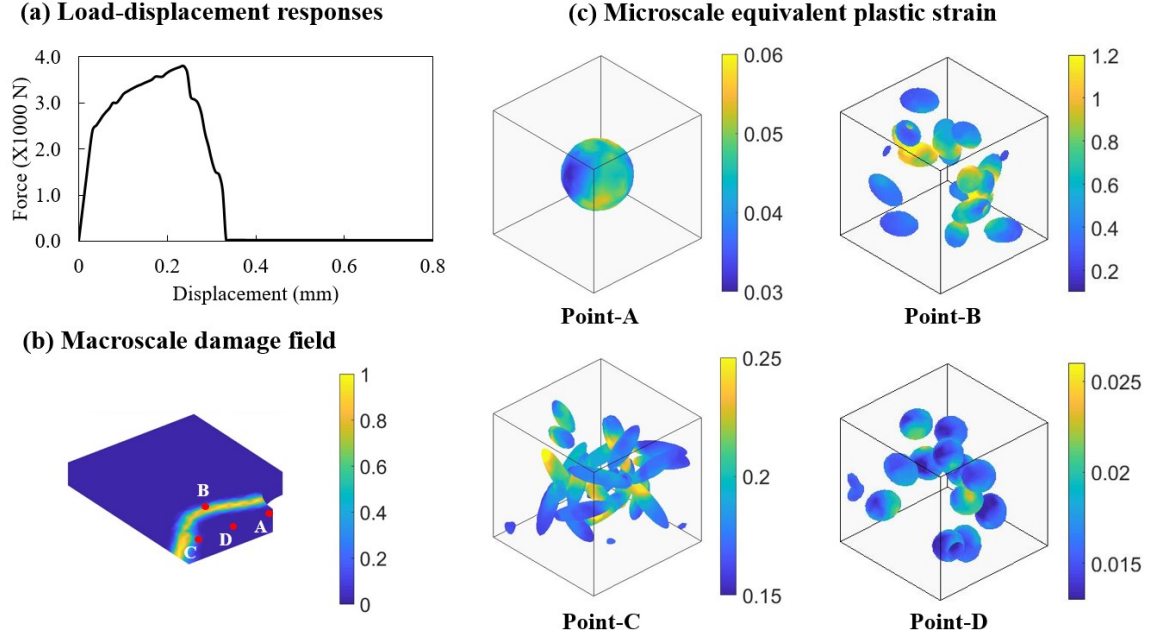 (a) Load-displacement responses
4.0
3.0
2.0
1.0
0.0
Force (X1000 N)
0
0.2
0.4
0.6
0.8
Displacement (mm)
(b) Macroscale damage field
1
0.8
0.6
0.4
0.2
0
B
A
D
C
(c) Microscale equivalent plastic strain
0.06
0.05
0.04
0.03
Point-A
1.2
1
0.8
0.6
0.4
0.2
Point-B
0.25
0.2
0.15
Point-C
0.025
0.02
0.015
Point-D